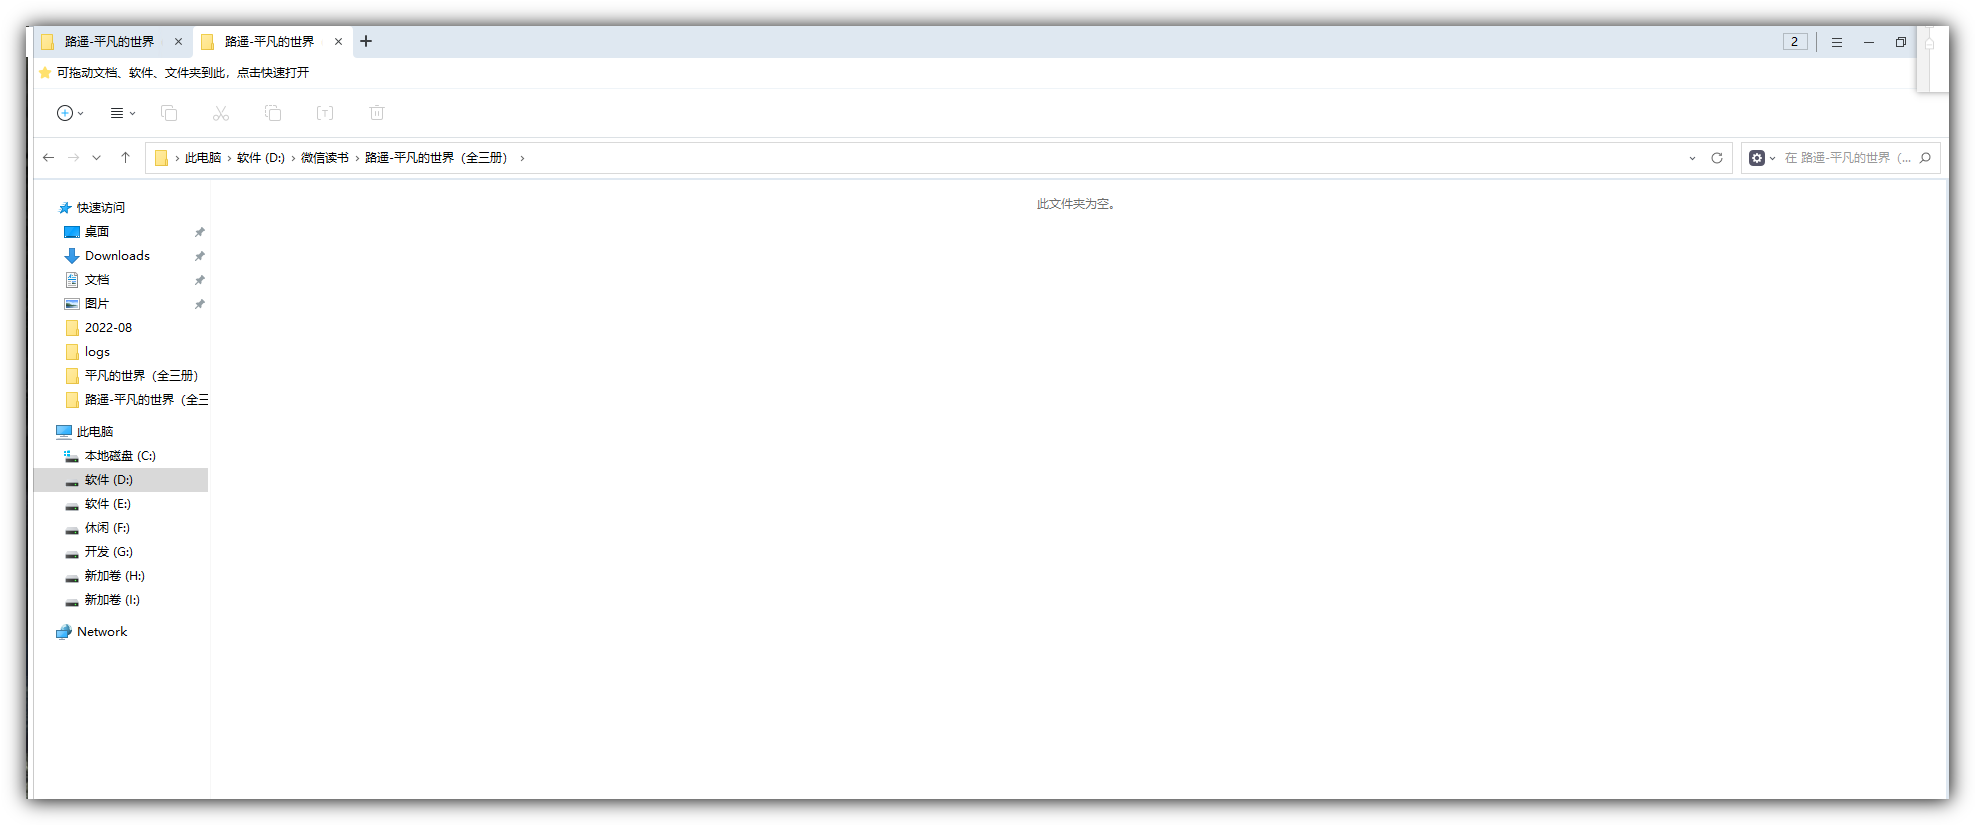 路遥-平凡的世界 路遥-平凡的世界 2
可拖动文档、软件、文件夹到此，点击快速打开
此电脑 › 软件 (D:) › 微信读书 › 路遥-平凡的世界（全三册） ›
在 路遥-平凡的世界（...
此文件夹为空。
快速访问
桌面
Downloads
文档
图片
2022-08
logs
平凡的世界（全三册）
路遥-平凡的世界（全三
此电脑
本地磁盘 (C:)
软件 (D:)
软件 (E:)
休闲 (F:)
开发 (G:)
新加卷 (H:)
新加卷 (I:)
Network